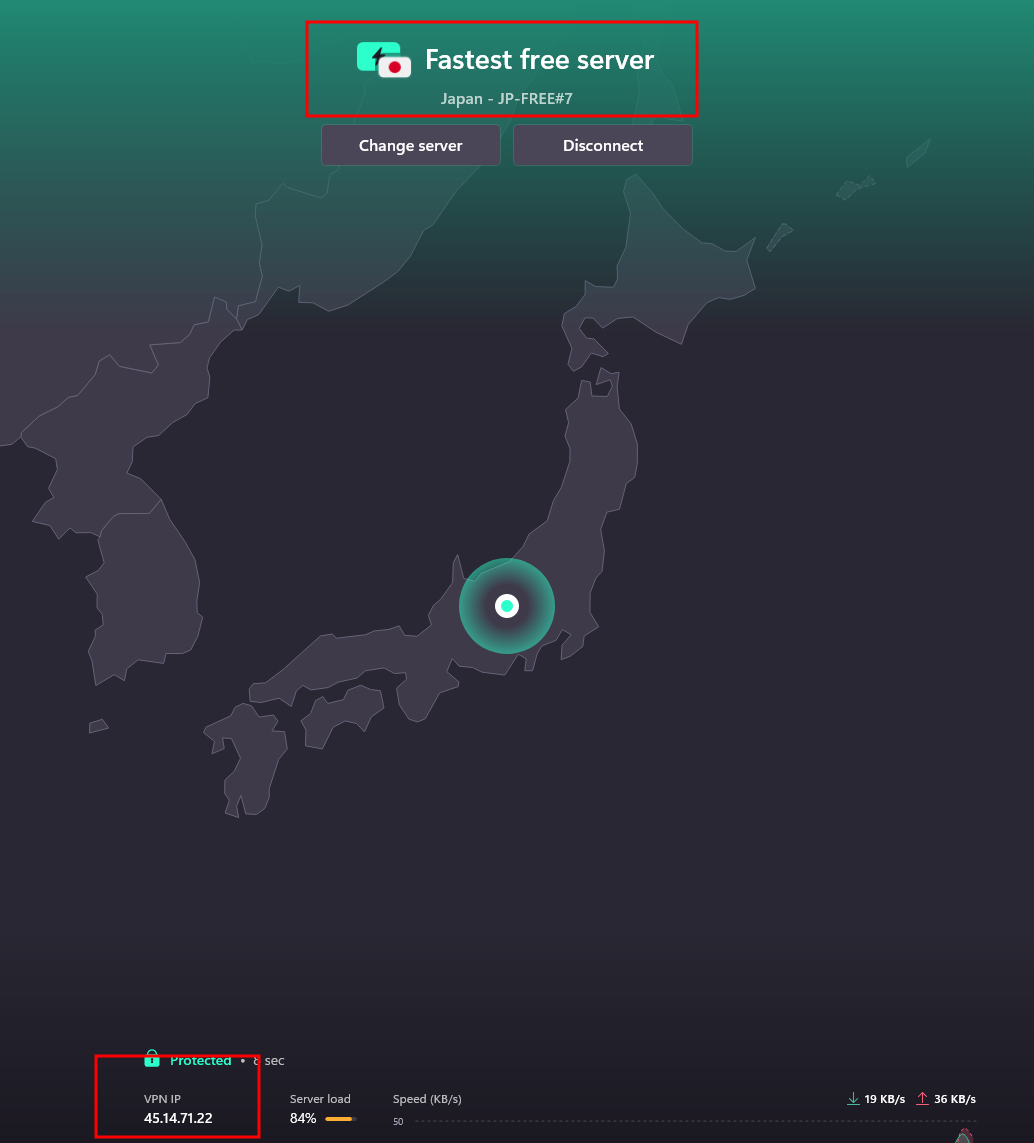 Fastest free server
Japan - JP-FREE#7
Change server Disconnect
Protected • 8 sec
VPN IP Server load Speed (KB/s) 19 KB/s 36 KB/s
45.14.71.22 84% 50